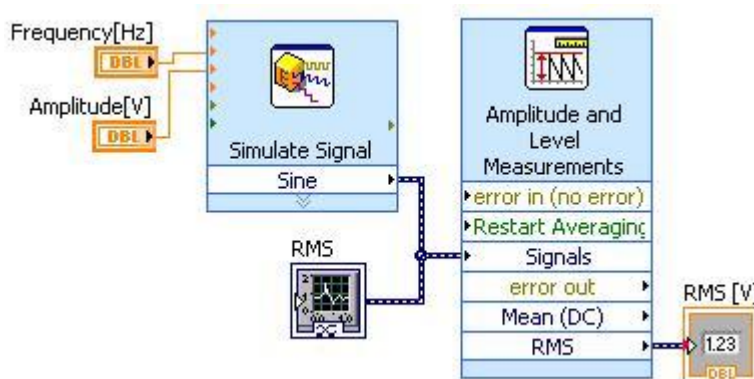 Frequency[Hz]
DBL
Amplitude[V]
DBL
Simulate Signal
Sine
RMS
Amplitude and
Level
Measurements
error in (no error)
Restart Averaging
Signals
error out
Mean (DC)
RMS
RMS [V]
1.23
DBL